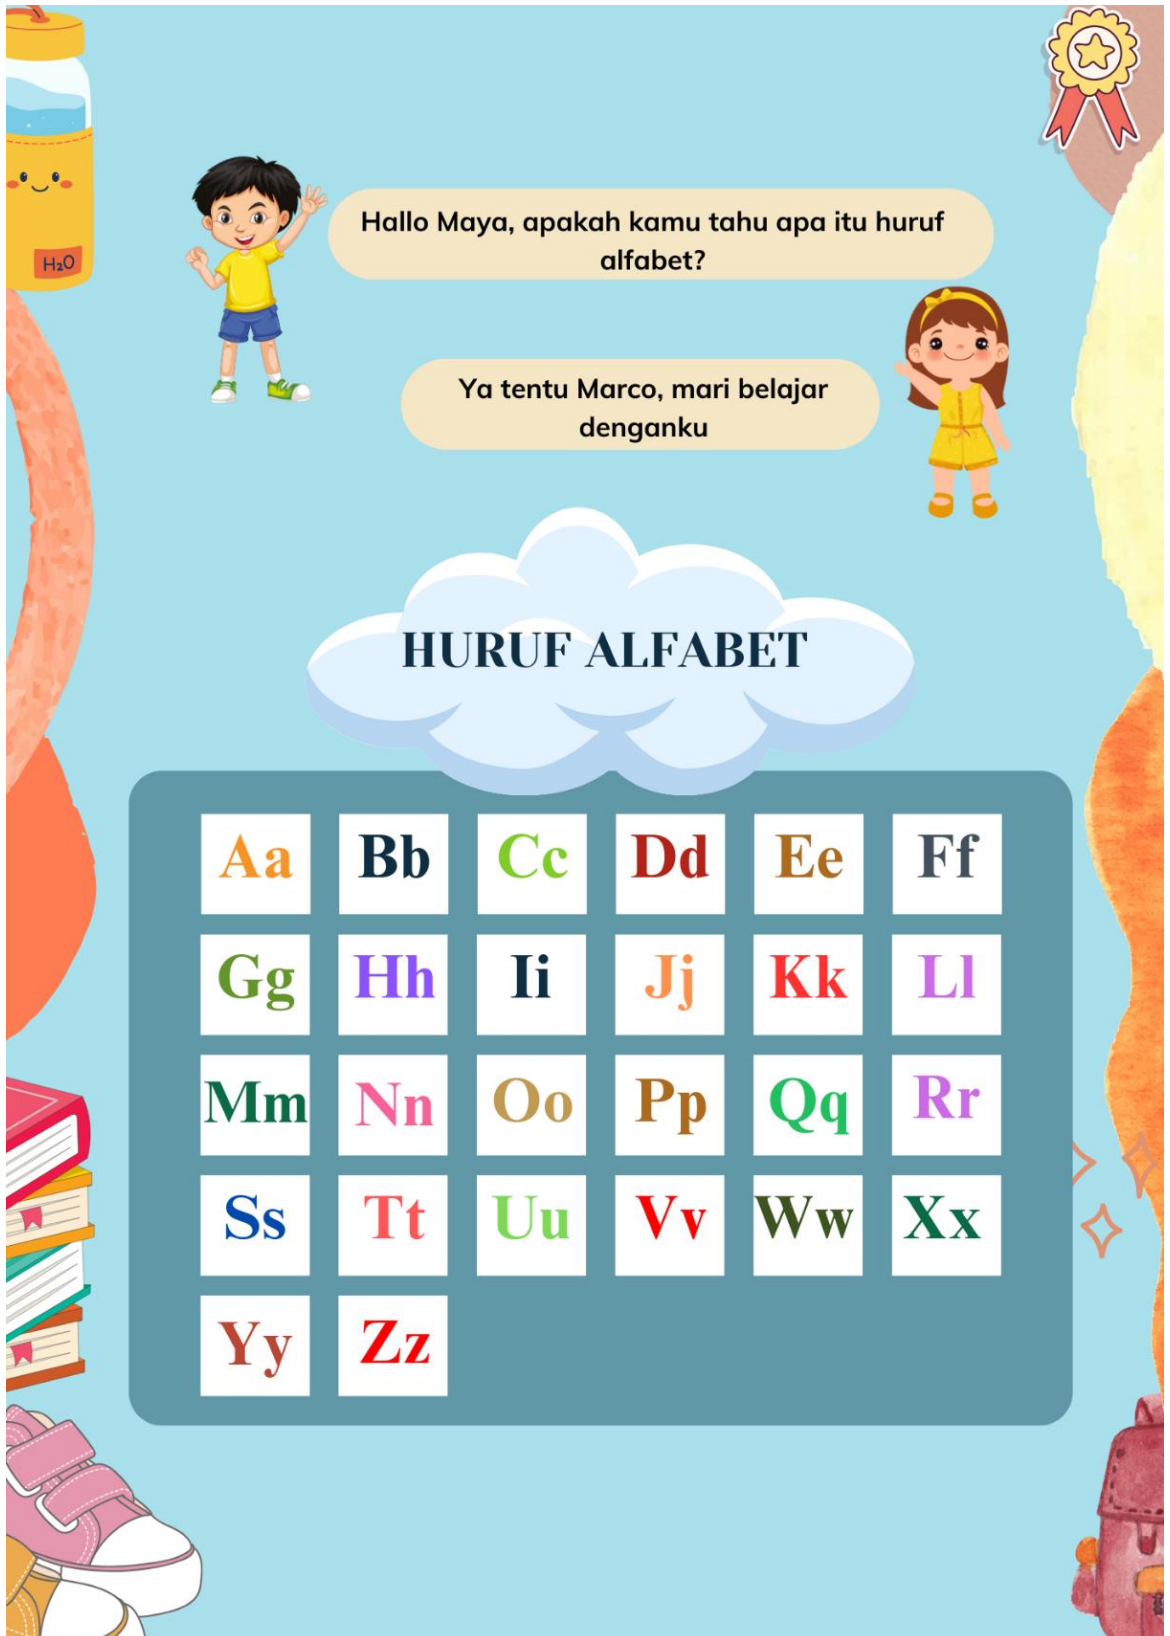 H₂O
Hallo Maya, apakah kamu tahu apa itu huruf
alfabet?
Ya tentu Marco, mari belajar
denganku
HURUF ALFABET
Aa Bb Cc Dd Ee Ff
Gg Hh Ii Jj Kk Ll
Mm Nn Oo Pp Qq Rr
Ss Tt Uu Vv Ww Xx
Yy Zz